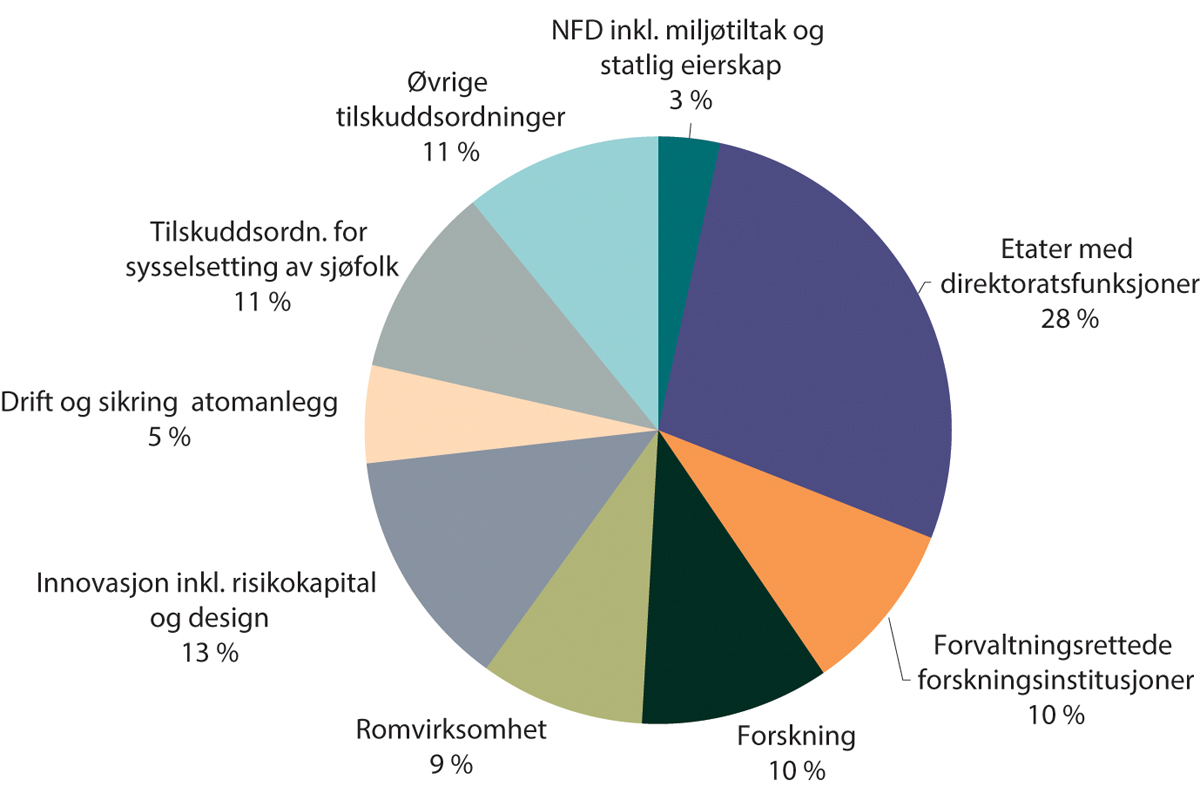 NFD inkl. miljøtiltak og
statlig eierskap
3 %
Etater med
direktoratsfunksjoner
28 %
Forvaltningsrettede
forskningsinstitusjoner
10 %
Forskning
10 %
Romvirksomhet
9 %
Innovasjon inkl. risikokapital
og design
13 %
Drift og sikring atomanlegg
5 %
Tilskuddsordn. for
sysselsetting av sjøfolk
11 %
Øvrige
tilskuddsordninger
11 %